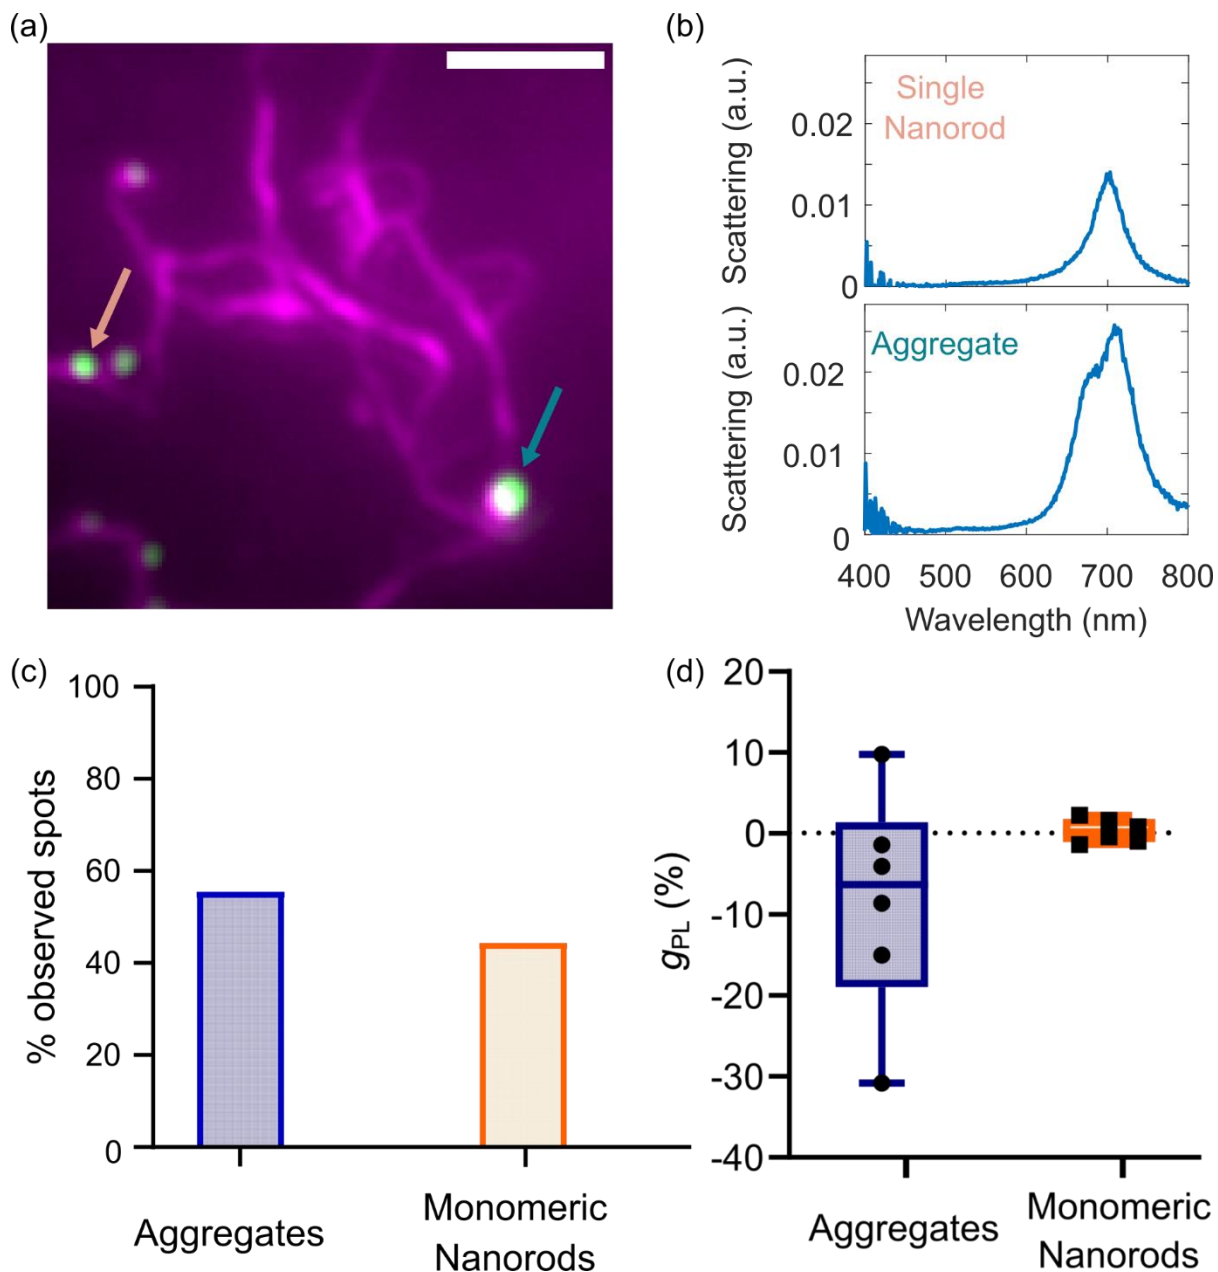 (a)
(b)
Scattering (a.u.)
0.02
0.01
0
Single
Nanorod
Scattering (a.u.)
0.02
0.01
0
Aggregate
400 500 600 700 800
Wavelength (nm)
(c)
% observed spots
100
80
60
40
20
0
Aggregates
Monomeric
Nanorods
(d)
gPL (%)
20
10
0
-10
-20
-30
-40
Aggregates
Monomeric
Nanorods